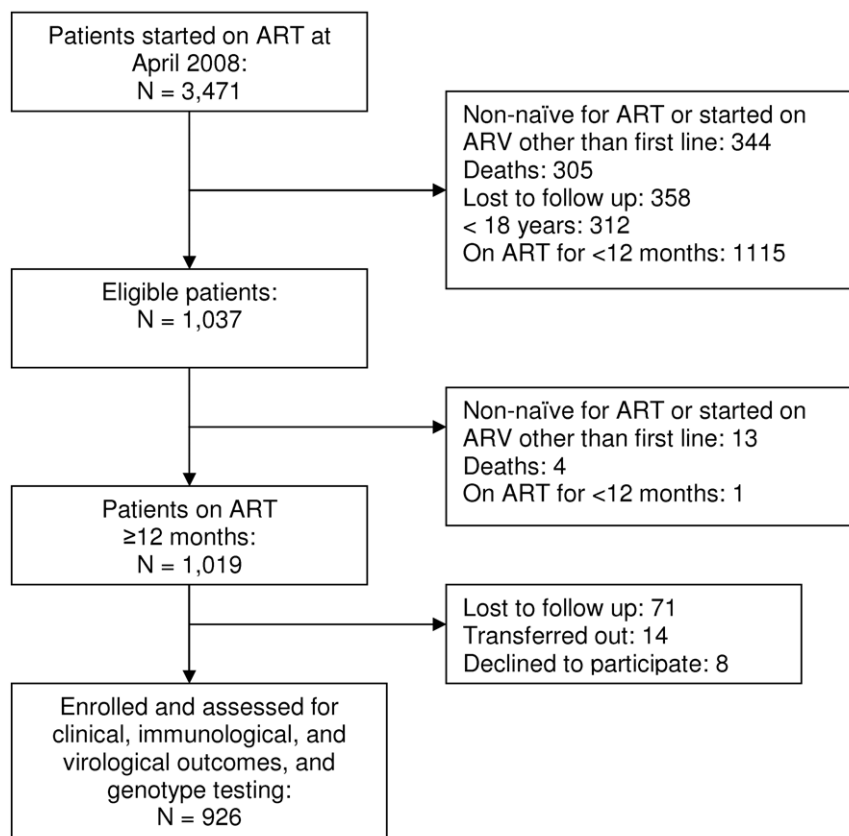 Patients started on ART at
April 2008:
N = 3,471
Non-naïve for ART or started on
ARV other than first line: 344
Deaths: 305
Lost to follow up: 358
< 18 years: 312
On ART for <12 months: 1115
Eligible patients:
N = 1,037
Non-naïve for ART or started on
ARV other than first line: 13
Deaths: 4
On ART for <12 months: 1
Patients on ART
≥12 months:
N = 1,019
Lost to follow up: 71
Transferred out: 14
Declined to participate: 8
Enrolled and assessed for
clinical, immunological, and
virological outcomes, and
genotype testing:
N = 926